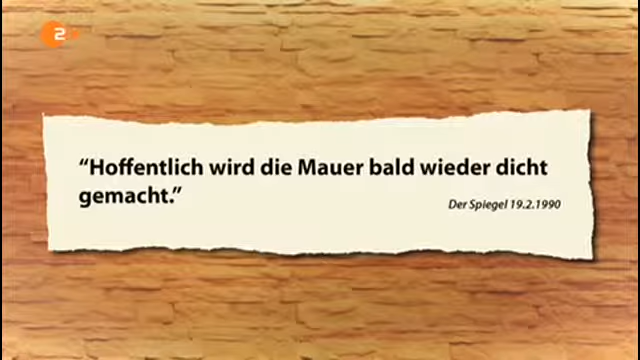 2
“Hoffentlich wird die Mauer bald wieder dicht
gemacht.”
Der Spiegel 19.2.1990